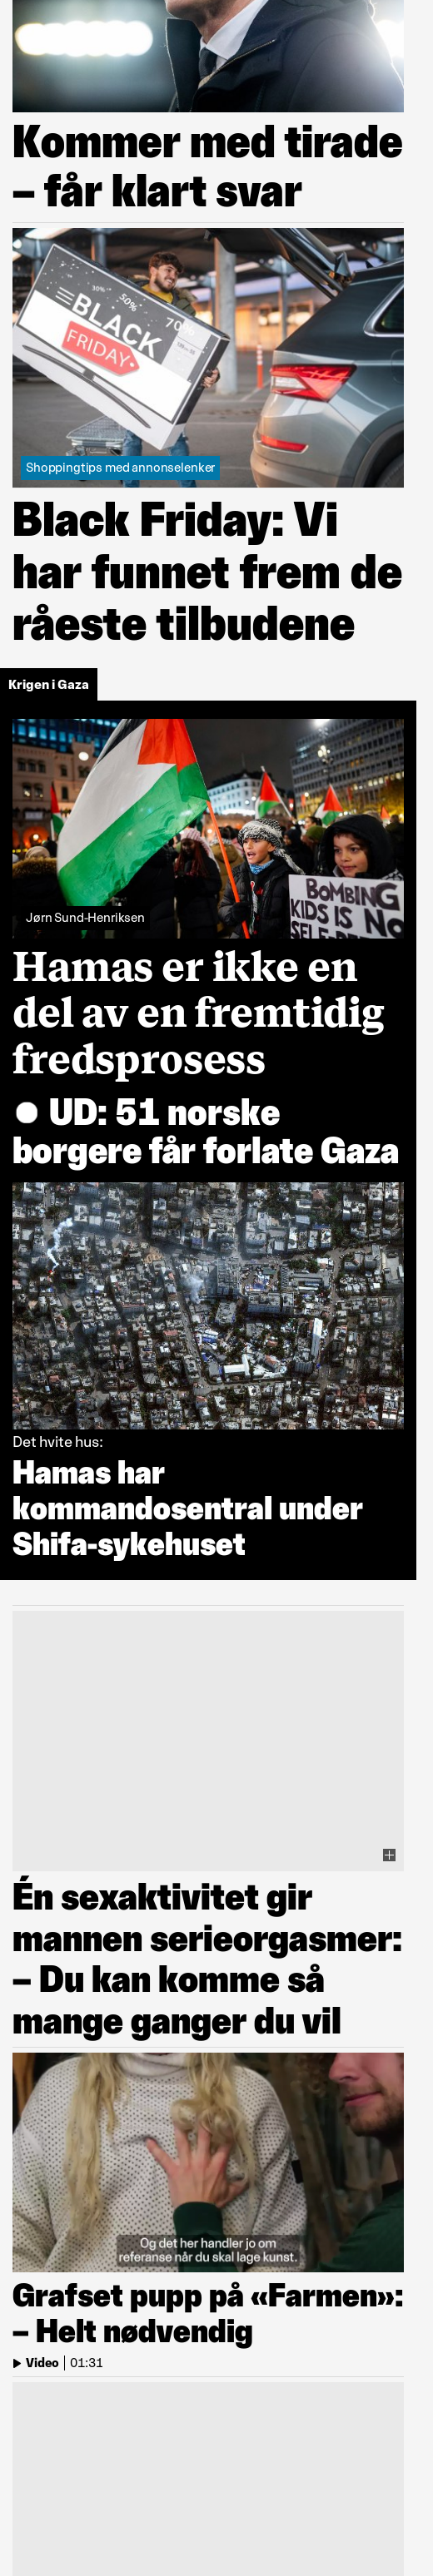 Kommer med tirade
– får klart svar
30%
50%
70%
BLACK
FRIDAY
Shoppingtips med annonselenker
Black Friday: Vi
har funnet frem de
råeste tilbudene
Krigen i Gaza
BOMBING
KIDS IS NO
Jørn Sund-Henriksen
Hamas er ikke en
del av en fremtidig
fredsprosess
UD: 51 norske
borgere får forlate Gaza
Det hvite hus:
Hamas har
kommandosentral under
Shifa-sykehuset
Én sexaktivitet gir
mannen serieorgasmer:
– Du kan komme så
mange ganger du vil
Og det her handler jo om
referanse når du skal lage kunst.
Grafset pupp på «Farmen»:
– Helt nødvendig
Video | 01:31